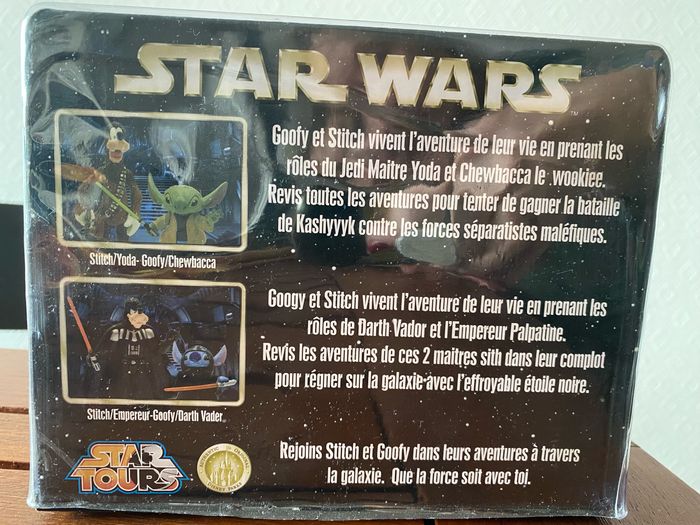 STAR WARS
Goofy et Stitch vivent l'aventure de leur vie en prenant les
rôles du Jedi Maitre Yoda et Chewbacca le wookiee.
Revis toutes les aventures pour tenter de gagner la bataille
de Kashyyyk contre les forces séparatistes maléfiques.
Stitch/Yoda- Goofy/Chewbacca
Googy et Stitch vivent l'aventure de leur vie en prenant les
rôles de Darth Vador et l'Empereur Palpatine.
Revis les aventures de ces 2 maitres sith dans leur complot
pour régner sur la galaxie avec l'effroyable étoile noire.
Stitch/Empereur-Goofy/Darth Vader
STAR
TOURS
Rejoins Stitch et Goofy dans leurs aventures à travers
la galaxie. Que la force soit avec toi.